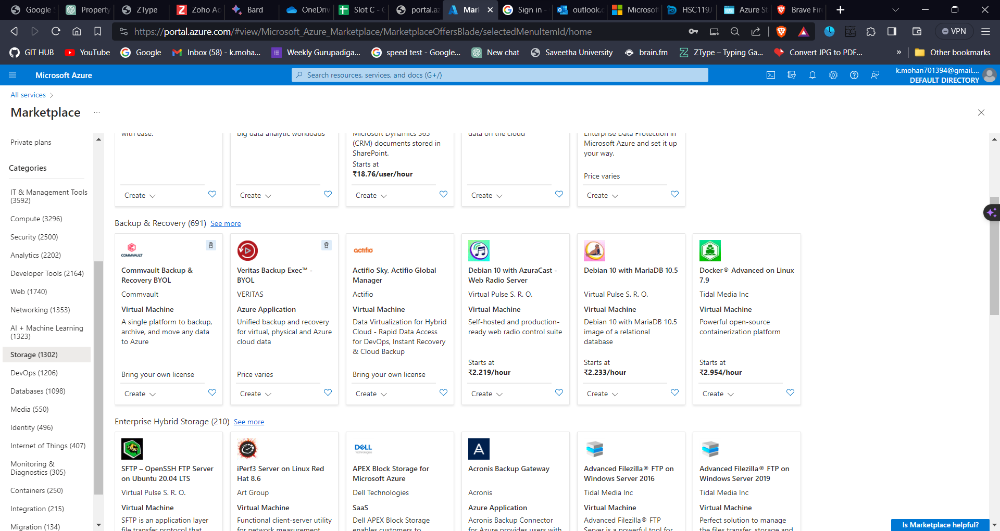 Google S
Property
ZType
Zoho Ac
Bard
OneDriv
Slot C - C
portal.az
Mar
Sign in -
outlook.c
Microsof
HSC119J
Azure St
Brave Fire
https://portal.azure.com/#view/Microsoft_Azure_Marketplace/MarketplaceOffersBlade/selectedMenuItemId/home
VPN
GIT HUB
YouTube
Google
Inbox (58) - k.moha...
Weekly Gurupadiga...
speed test - Google...
New chat
Saveetha University
brain.fm
ZType – Typing Ga...
Convert JPG to PDF...
»
Other bookmarks
Microsoft Azure
Search resources, services, and docs (G+/)
k.mohan701394@gmail....
DEFAULT DIRECTORY
All services
Marketplace
...
Private plans
Categories
IT & Management Tools
(3592)
Compute (3296)
Security (2500)
Analytics (2202)
Developer Tools (2164)
Web (1740)
Networking (1353)
AI + Machine Learning
(1323)
Storage (1302)
DevOps (1206)
Databases (1098)
Media (550)
Identity (496)
Internet of Things (407)
Monitoring &
Diagnostics (305)
Containers (250)
Integration (215)
Migration (134)
with ease.
Create
big data analytic workloads
Create
Microsoft Dynamics 365
(CRM) documents stored in
SharePoint.
Starts at
₹18.76/user/hour
Create
data on the cloud
Create
Enterprise Data Protection in
Microsoft Azure and set it up
your way.
Price varies
Create
Backup & Recovery (691) See more
COMMVAULT
Commvault Backup &
Recovery BYOL
Commvault
Virtual Machine
A single platform to backup,
archive, and move any data
to Azure
Bring your own license
Create
Veritas Backup Exec™ -
BYOL
VERITAS
Azure Application
Unified backup and recovery
for virtual, physical and Azure
cloud data
Price varies
Create
actifio
Actifio Sky, Actifio Global
Manager
Actifio
Virtual Machine
Data Virtualization for Hybrid
Cloud - Rapid Data Access
for DevOps, Instant Recovery
& Cloud Backup
Bring your own license
Create
Debian 10 with AzuraCast -
Web Radio Server
Virtual Pulse S. R. O.
Virtual Machine
Self-hosted and production-
ready web radio control suite
Starts at
₹2.219/hour
Create
Debian 10 with MariaDB 10.5
Virtual Pulse S. R. O.
Virtual Machine
Debian 10 with MariaDB 10.5
image of a relational
database
Starts at
₹2.233/hour
Create
Docker® Advanced on Linux
7.9
Tidal Media Inc
Virtual Machine
Powerful open-source
containerization platform
Starts at
₹2.954/hour
Create
Enterprise Hybrid Storage (210) See more
SFTP – OpenSSH FTP Server
on Ubuntu 20.04 LTS
Virtual Pulse S. R. O.
Virtual Machine
SFTP is an application layer
file transfer protocol that
iPerf3 Server on Linux Red
Hat 8.6
Art Group
Virtual Machine
Functional client-server utility
for network measurement
DELL
Technologies
APEX Block Storage for
Microsoft Azure
Dell Technologies
SaaS
Dell APEX Block Storage
enables customers to
Acronis Backup Gateway
Acronis
Azure Application
Acronis Backup Connector
for Azure provides users with
Advanced Filezilla® FTP on
Windows Server 2016
Tidal Media Inc
Virtual Machine
Advanced Filezilla® FTP
Server is a powerful tool for
Advanced Filezilla® FTP on
Windows Server 2019
Tidal Media Inc
Virtual Machine
Perfect solution to manage
the files transfer, storage and
Is Marketplace helpful?